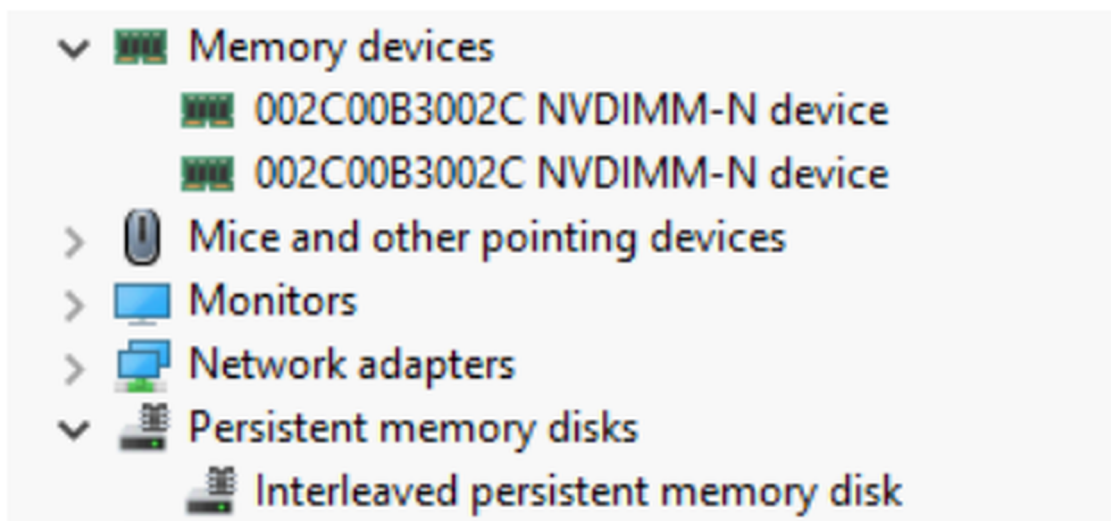 Memory devices
002C00B3002C NVDIMM-N device
002C00B3002C NVDIMM-N device
Mice and other pointing devices
Monitors
Network adapters
Persistent memory disks
Interleaved persistent memory disk